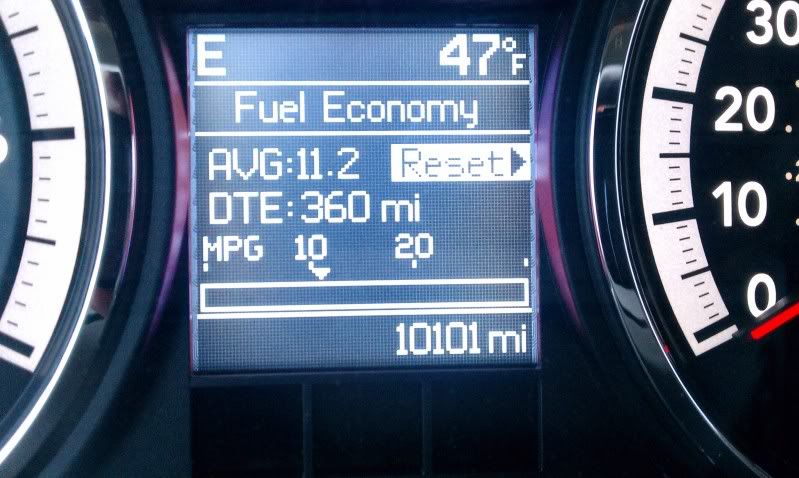 E 47°F
Fuel Economy
AVG:11.2 Reset
DTE:360 mi
MPG 10 20
10101 mi
30
20
10
0